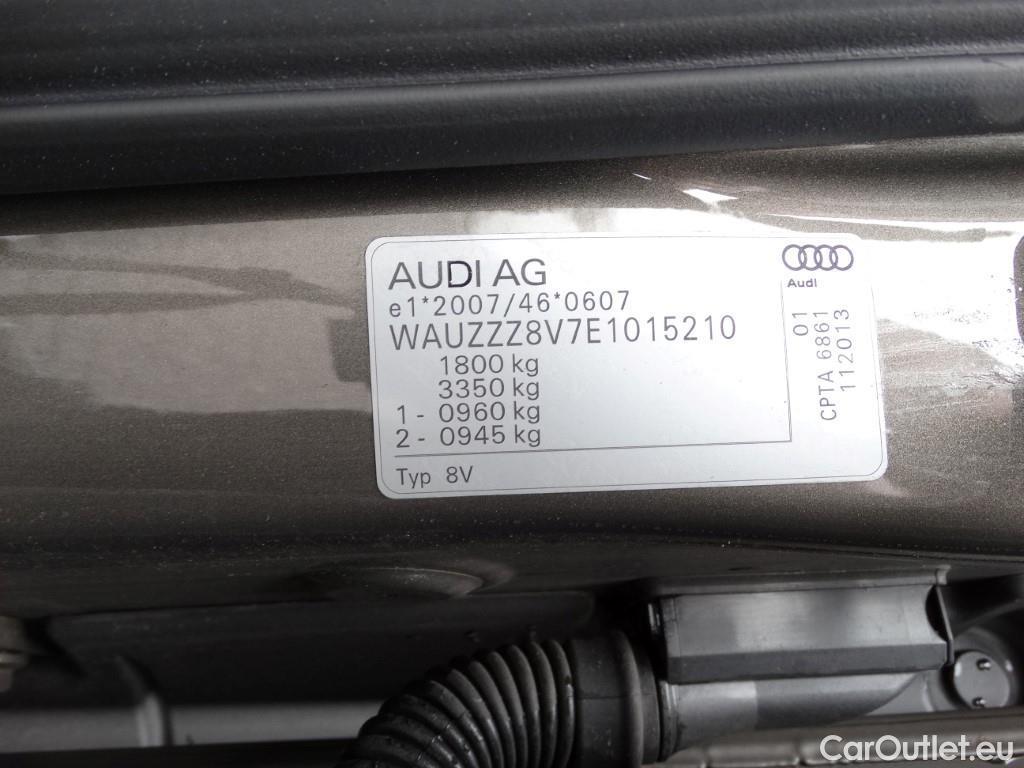 AUDI AG
Audi
e1*2007/46*0607
WAUZZZ8V7E1015210
1800 kg
3350 kg
1 - 0960 kg
2 - 0945 kg
Typ 8V
01
CPTA 6861
112013
CarOutlet.eu